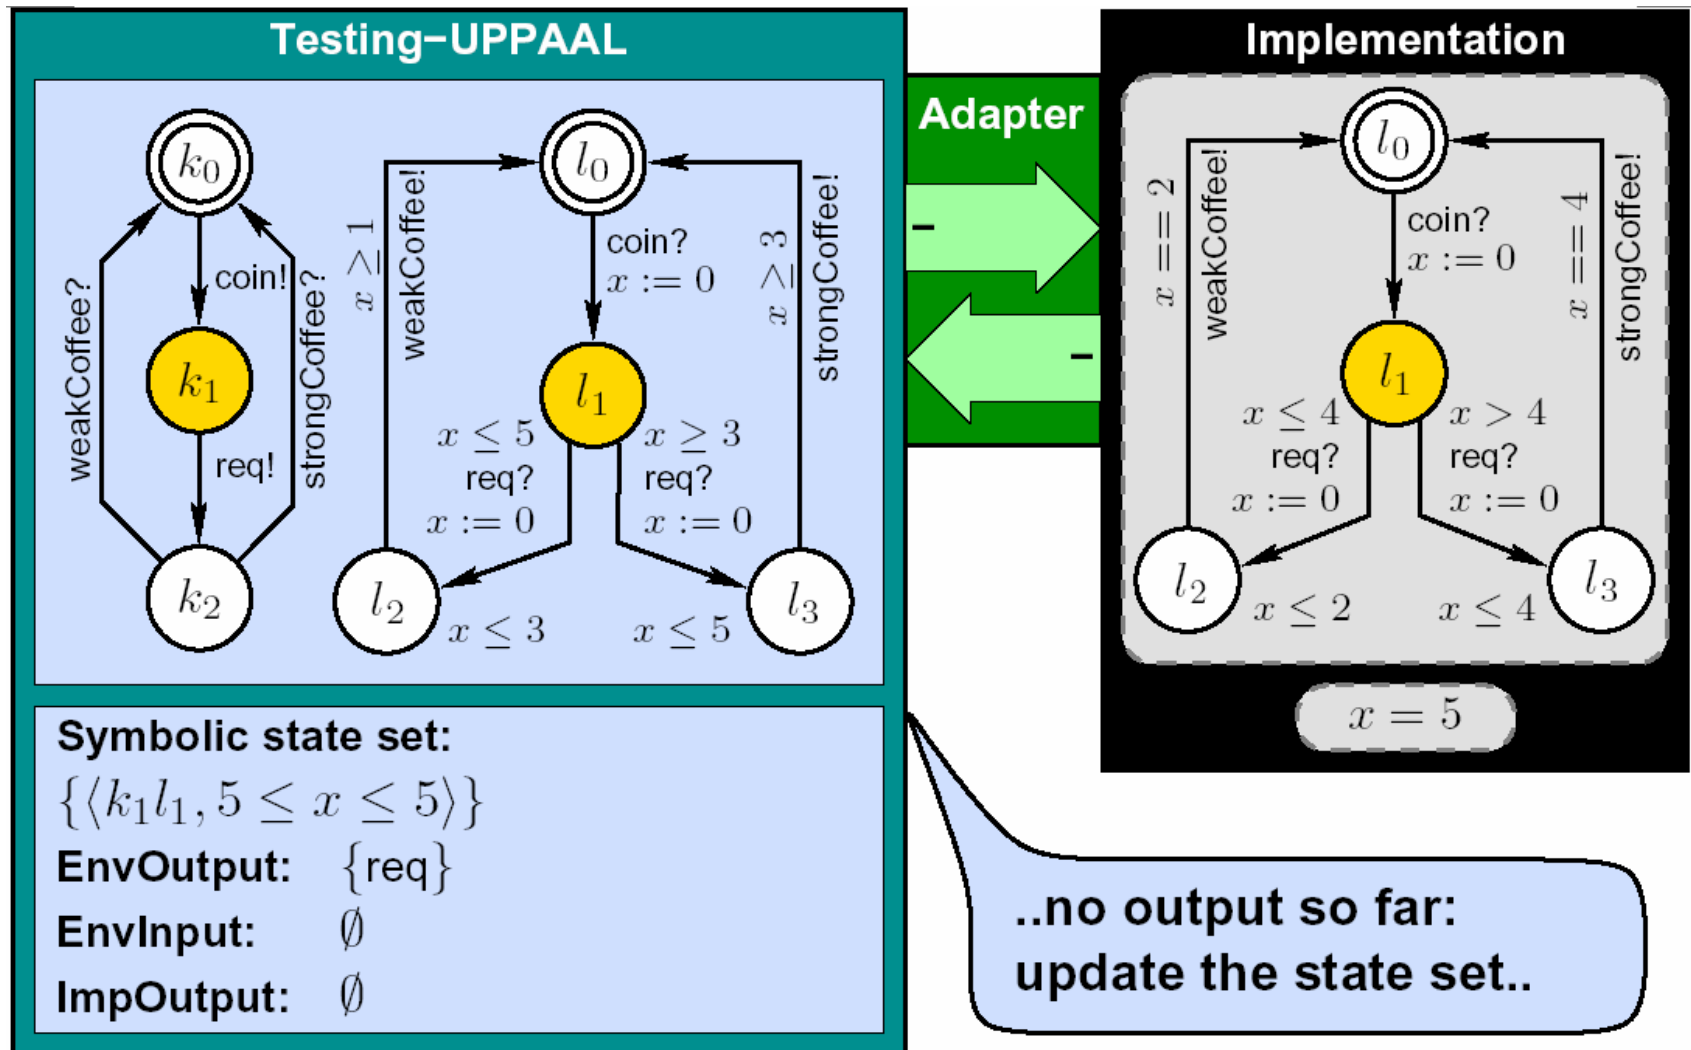 Testing−UPPAAL
k0
coin!
k1
req!
k2
weakCoffee?
strongCoffee?
l0
coin?
x := 0
l1
x ≤ 5
req?
x := 0
x ≥ 3
req?
x := 0
x ≥ 1
weakCoffee!
x ≥ 3
strongCoffee!
l2
x ≤ 3
l3
x ≤ 5
Symbolic state set:
{⟨k1l1, 5 ≤ x ≤ 5⟩}
EnvOutput: {req}
EnvInput: ∅
ImpOutput: ∅
Adapter
−
−
Implementation
l0
coin?
x := 0
l1
x ≤ 4
req?
x := 0
x > 4
req?
x := 0
x == 2
weakCoffee!
x == 4
strongCoffee!
l2
x ≤ 2
l3
x ≤ 4
x = 5
..no output so far:
update the state set..